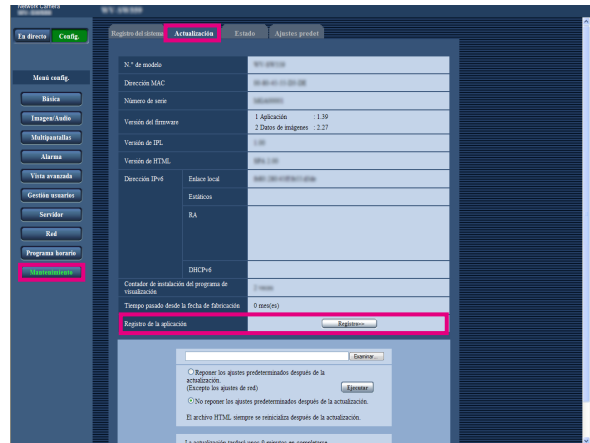 Network Camera
En directo Config.
Registro del sistema Actualización Estado Ajustes predet
Menú config.
Básica
Imagen/Audio
Multipantallas
Alarma
Vista avanzada
Gestión usuarios
Servidor
Red
Programa horario
Mantenimiento
N.° de modelo
Dirección MAC
Número de serie
Versión del firmware
1 Aplicación : 1.39
2 Datos de imágenes : 2.27
Versión de IPL
Versión de HTML
Dirección IPv6 Enlace local
Estáticos
RA
DHCPv6
Contador de instalación del programa de
visualización
Tiempo pasado desde la fecha de fabricación 0 mes(es)
Registro de la aplicación Registro>>
Examinar...
Reponer los ajustes predeterminados después de la
actualización.
(Excepto los ajustes de
red)
Ejecutar
No reponer los ajustes predeterminados después de la actualización.
El archivo HTML siempre se reinicializa después de la actualización.